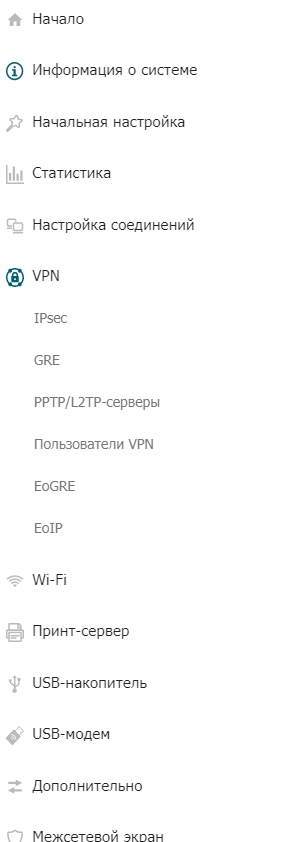 Начало
Информация о системе
Начальная настройка
Статистика
Настройка соединений
VPN
IPsec
GRE
PPTP/L2TP-серверы
Пользователи VPN
EoGRE
EoIP
Wi-Fi
Принт-сервер
USB-накопитель
USB-модем
Дополнительно
Межсетевой экран